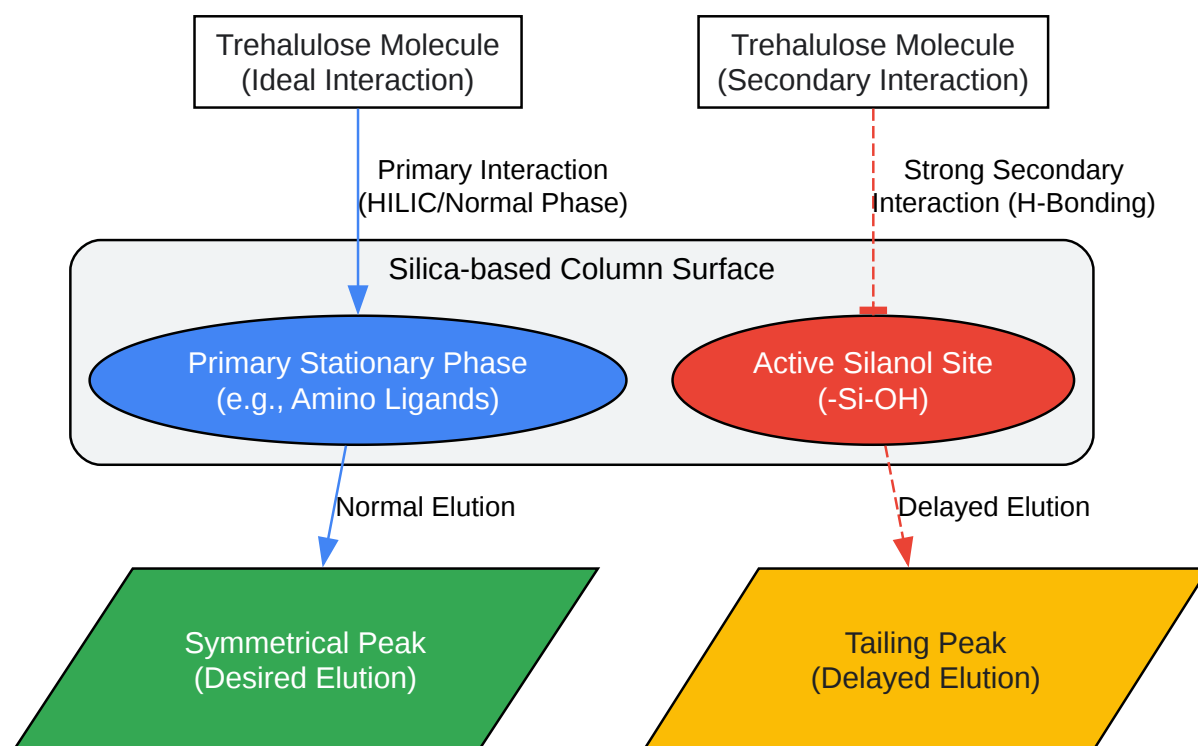 Trehalulose Molecule
(Ideal Interaction)
Trehalulose Molecule
(Secondary Interaction)
Primary Interaction
(HILIC/Normal Phase)
Strong Secondary
Interaction (H-Bonding)
Silica-based Column Surface
Primary Stationary Phase
(e.g., Amino Ligands)
Active Silanol Site
(-Si-OH)
Normal Elution
Delayed Elution
Symmetrical Peak
(Desired Elution)
Tailing Peak
(Delayed Elution)